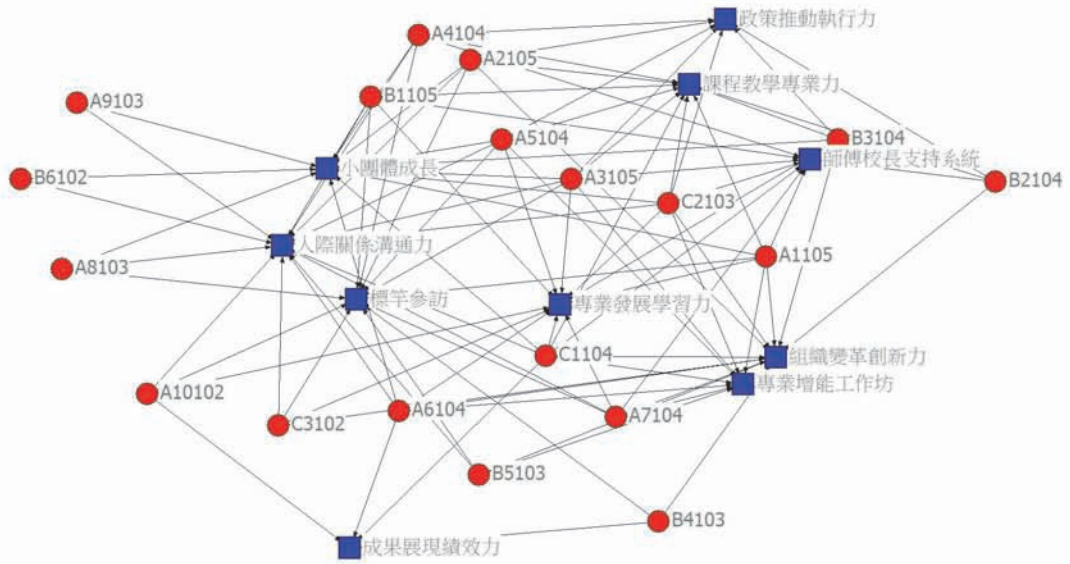 政策推動執行力
A4104
A2105
課程教學專業力
B1105
A9103
A5104
B3104
師傅校長支持系統
小團體成長
A3105
B6102
B2104
C2103
人際關係溝通力
A1105
A8103
標竿參訪
專業發展學習力
C1104
組織變革創新力
專業增能工作坊
A10102
A6104
A7104
C3102
B5103
B4103
成果展現績效力